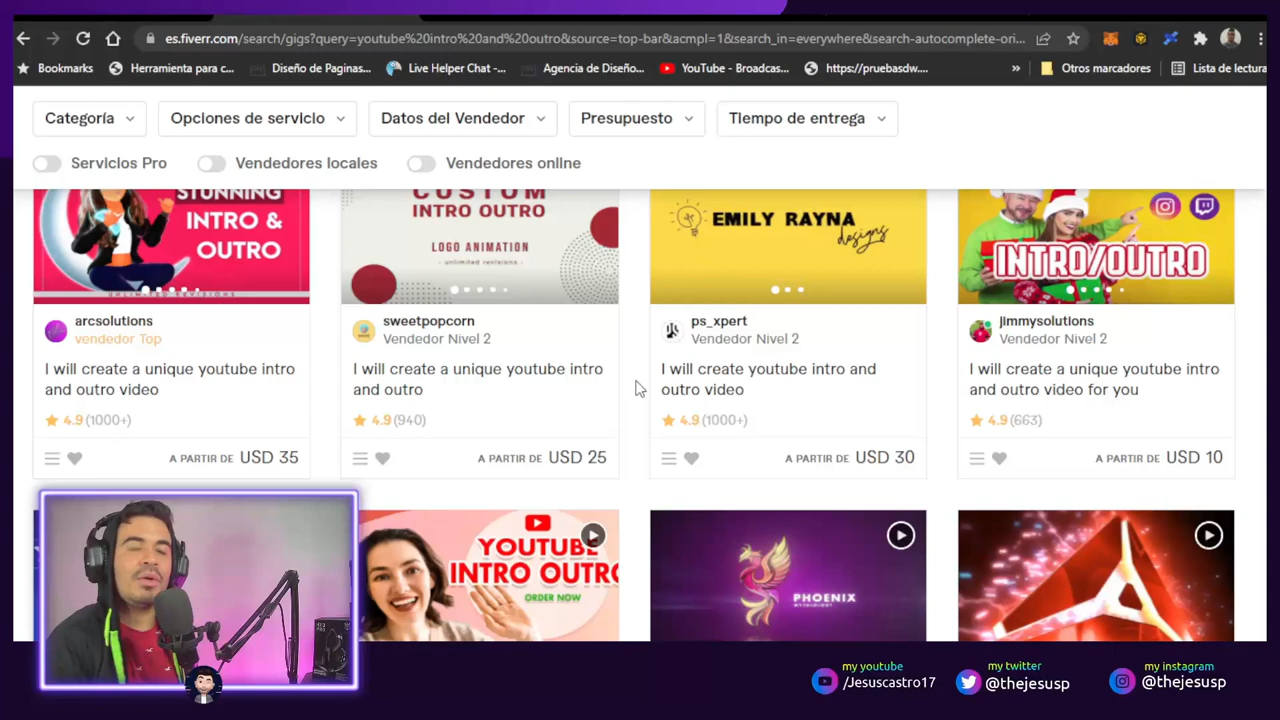 es.fiverr.com/search/gigs?query=youtube%20intro%20and%20outro&source=top-bar&acmpl=1&search_in=everywhere&search-autocomplete-ori...
Bookmarks
Herramienta para c...
Diseño de Paginas...
Live Helper Chat -...
Agencia de Diseño...
YouTube - Broadcas...
https://pruebasdw....
»
Otros marcadores
Lista de lectura
Categoría
Opciones de servicio
Datos del Vendedor
Presupuesto
Tiempo de entrega
Servicios Pro
Vendedores locales
Vendedores online
STUNNING
INTRO &
OUTRO
UNLIMITED REVISIONS
CUSTOM
INTRO OUTRO
LOGO ANIMATION
- unlimited revisions -
EMILY RAYNA
designs
INTRO/OUTRO
arcsolutions
vendedor Top
I will create a unique youtube intro
and outro video
4.9 (1000+)
A PARTIR DE USD 35
sweetpopcorn
Vendedor Nivel 2
I will create a unique youtube intro
and outro
4.9 (940)
A PARTIR DE USD 25
ps_xpert
Vendedor Nivel 2
I will create youtube intro and
outro video
4.9 (1000+)
A PARTIR DE USD 30
jimmysolutions
Vendedor Nivel 2
I will create a unique youtube intro
and outro video for you
4.9 (663)
A PARTIR DE USD 10
YOUTUBE
INTRO OUTRO
ORDER NOW
PHOENIX
MYTHOLOGY
my youtube
/Jesuscastro17
my twitter
@thejesusp
my instagram
@thejesusp